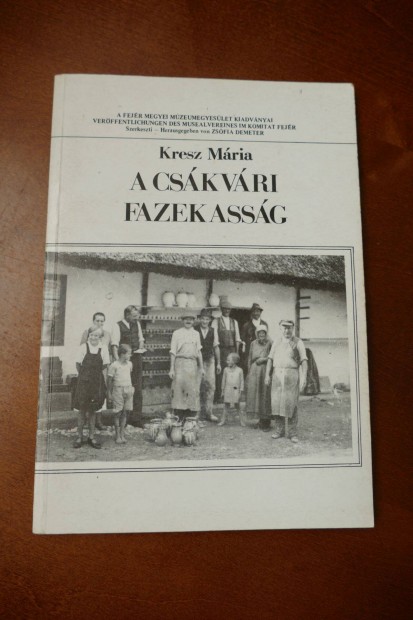 A FEJÉR MEGYEI MÚZEUMEGYESÜLET KIADVÁNYAI
VERÖFFENTLICHUNGEN DES MUSEALVEREINES IM KOMITAT FEJÉR
Szerkeszti — Herausgegeben von ZSÓFIA DEMETER
Kresz Mária
A CSÁKVÁRI
FAZEKASSÁG